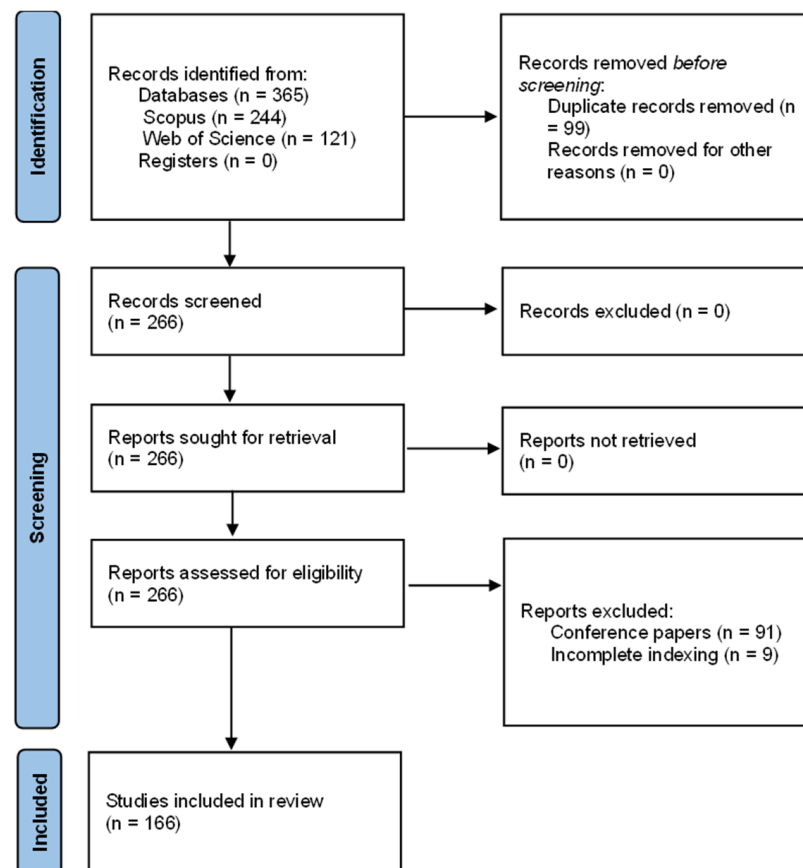 Identification
Records identified from:
Databases (n = 365)
Scopus (n = 244)
Web of Science (n = 121)
Registers (n = 0)
Records removed before
screening:
Duplicate records removed (n
= 99)
Records removed for other
reasons (n = 0)
Screening
Records screened
(n = 266)
Records excluded (n = 0)
Reports sought for retrieval
(n = 266)
Reports not retrieved
(n = 0)
Reports assessed for eligibility
(n = 266)
Reports excluded:
Conference papers (n = 91)
Incomplete indexing (n = 9)
Included
Studies included in review
(n = 166)